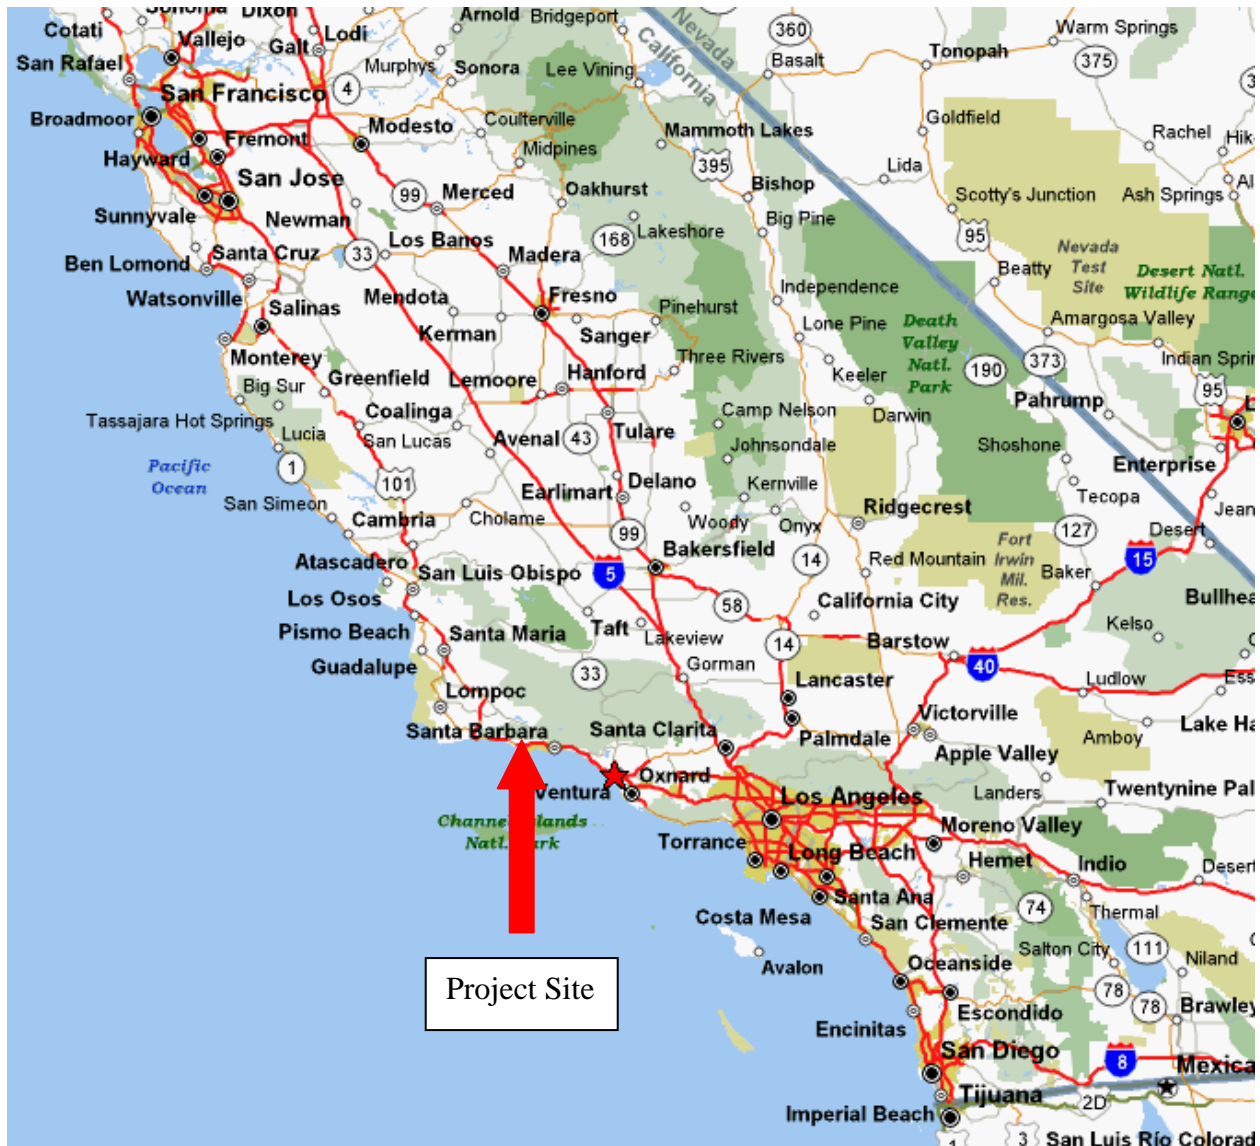 Cotati
Sonoma
Dixon
Vallejo
Galt
Lodi
San Rafael
Arnold
Bridgeport
Nevada
California
360
Warm Springs
Tonopah
375
Basalt
Murphys
Sonora
Lee Vining
4
San Francisco
Broadmoor
Modesto
Coulterville
Fremont
Hayward
Midpines
Mammoth Lakes
395
Goldfield
Rachel
Hik
San Jose
99
Merced
Oakhurst
Bishop
Lida
Scotty's Junction
Ash Springs
Al
Sunnyvale
Newman
Big Pine
Lakeshore
168
95
Los Banos
33
Madera
Santa Cruz
Ben Lomond
Nevada
Test
Site
Desert Natl.
Wildlife Range
Beatty
Watsonville
Salinas
Mendota
Fresno
Pinehurst
Independence
Kerman
Sanger
Lone Pine
Death
Valley
Natl.
Park
Amargosa Valley
Monterey
Three Rivers
373
Indian Sprin
Greenfield
Lemoore
Hanford
Keeler
190
95
Big Sur
Coalinga
Camp Nelson
Darwin
Pahrump
L
Tassajara Hot Springs
Lucia
San Lucas
Avenal
43
Tulare
Johnsondale
Shoshone
Enterprise
Pacific
Ocean
1
101
Delano
Kernville
Tecopa
Jean
San Simeon
Earlimart
Cholame
Woody
Onyx
Ridgecrest
127
Desert
Cambria
99
Bakersfield
14
Red Mountain
Fort
Irwin
Mil.
Res.
15
Baker
Atascadero
San Luis Obispo
5
58
California City
Bullhea
Los Osos
Kelso
Pismo Beach
Santa Maria
Taft
Lakeview
14
Barstow
Guadalupe
33
Gorman
40
Lompoc
Lancaster
Ludlow
Ess
Santa Barbara
Santa Clarita
Victorville
Lake Ha
Palmdale
Apple Valley
Amboy
Oxnard
Ventura
Los Angeles
Landers
Twentynine Pal
Channel Islands
Natl. Park
Torrance
Long Beach
Moreno Valley
Hemet
Indio
Desert
Santa Ana
Costa Mesa
San Clemente
74
Thermal
Salton City
111
Avalon
Oceanside
Niland
Project Site
78
78
Escondido
Brawley
Encinitas
San Diego
8
Mexica
Tijuana
2D
Imperial Beach
1
3
San Luis Río Colorad